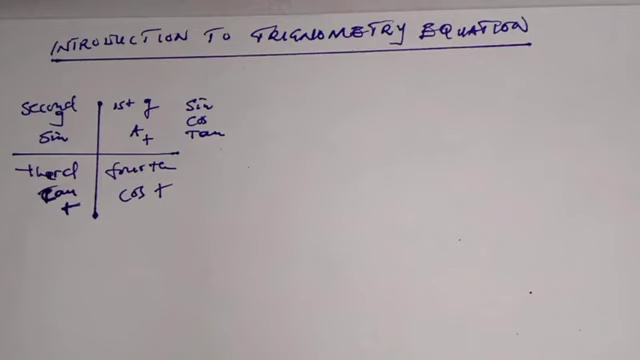 INTRODUCTION TO TRIGNOMETRY EQUATION
second 1st q Sin
q Cos
Sin A+ Tan
third fourth
Tan Cos +
+